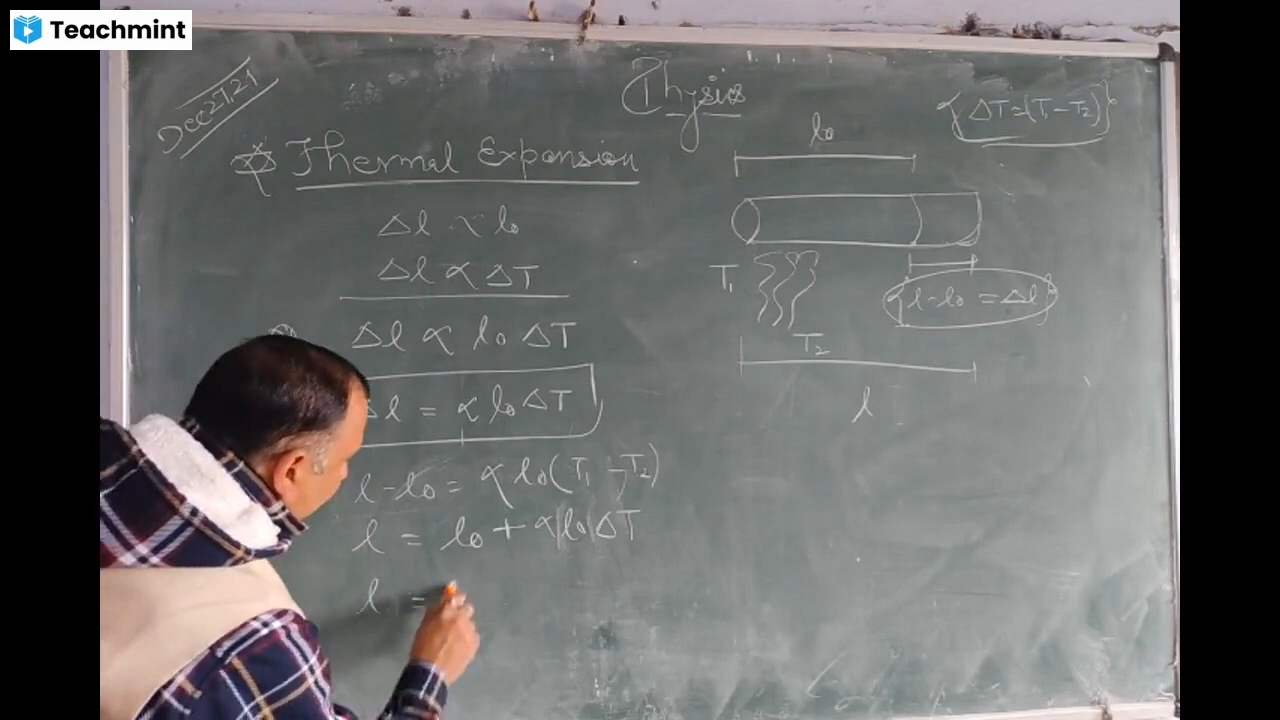 Teachmint
Dec 27, 21
Physics
{ΔT = (T₁ - T₂)}
Thermal Expansion
l₀
Δl ∝ l₀
Δl ∝ ΔT
T₁
{l - l₀ = Δl}
Δl ∝ l₀ ΔT
T₂
Δl = ∝ l₀ ΔT
l
l - l₀ = ∝ l₀ (T₁ - T₂)
l = l₀ + ∝ l₀ ΔT
l =